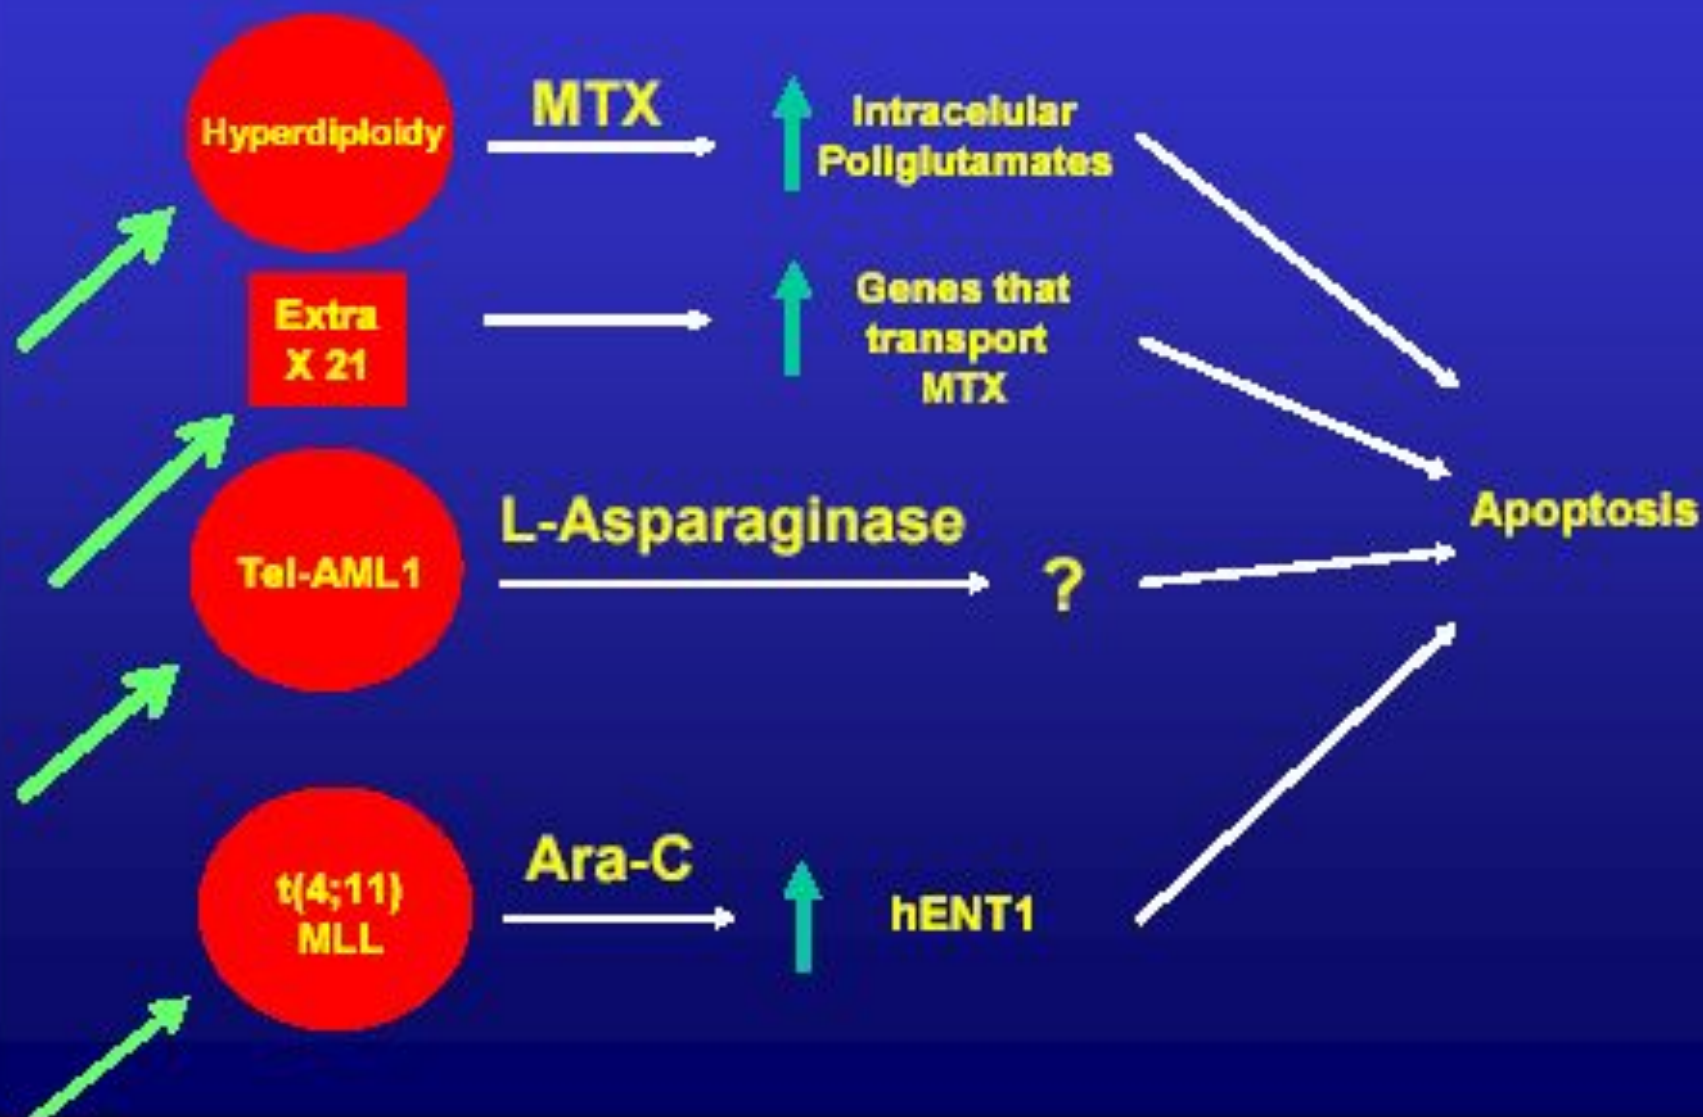 Hyperdiploidy
MTX
Intracelular
Poliglutamates
Extra
X 21
Genes that
transport
MTX
Tel-AML1
L-Asparaginase
?
Apoptosis
t(4;11)
MLL
Ara-C
hENT1